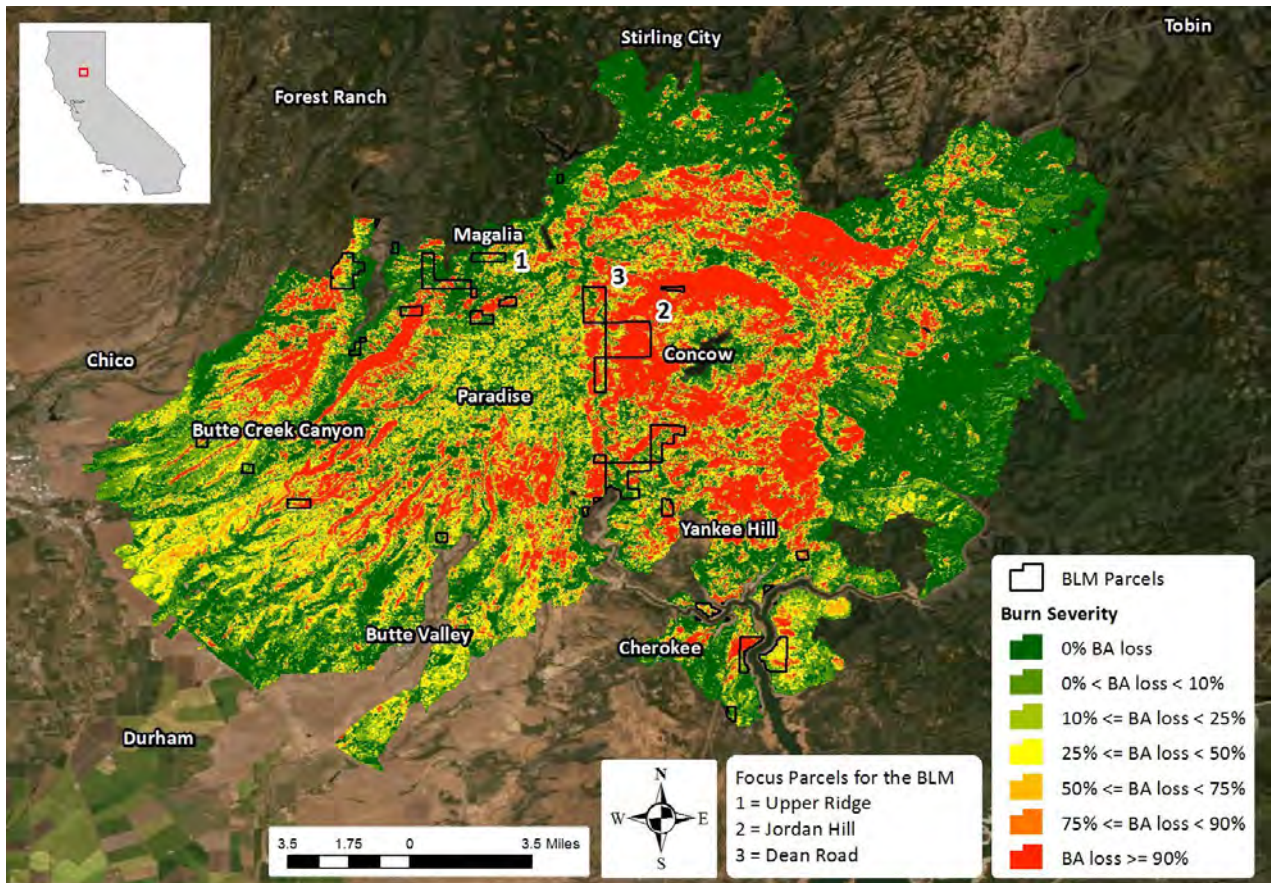 Stirling City
Tobin
Forest Ranch
Magalia
1
3
2
Chico
Concow
Paradise
Butte Creek Canyon
Yankee Hill
Butte Valley
Cherokee
Durham
BLM Parcels
Burn Severity
0% BA loss
0% < BA loss < 10%
10% <= BA loss < 25%
25% <= BA loss < 50%
50% <= BA loss < 75%
75% <= BA loss < 90%
BA loss >= 90%
Focus Parcels for the BLM
1 = Upper Ridge
2 = Jordan Hill
3 = Dean Road
N
W E
S
3.5 1.75 0 3.5 Miles